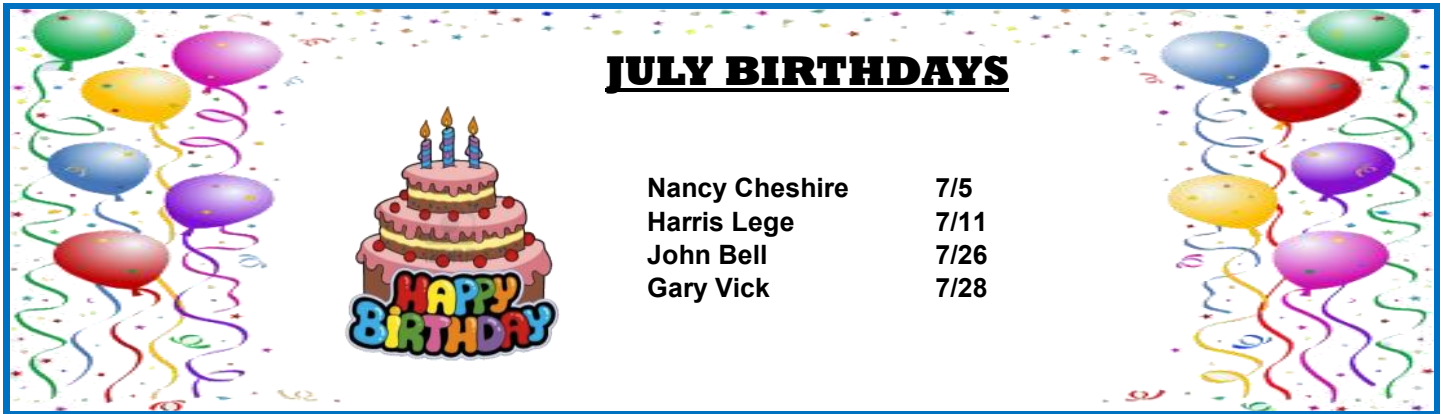 JULY BIRTHDAYS
Nancy Cheshire 7/5
Harris Lege 7/11
John Bell 7/26
Gary Vick 7/28
HAPPY
BIRTHDAY